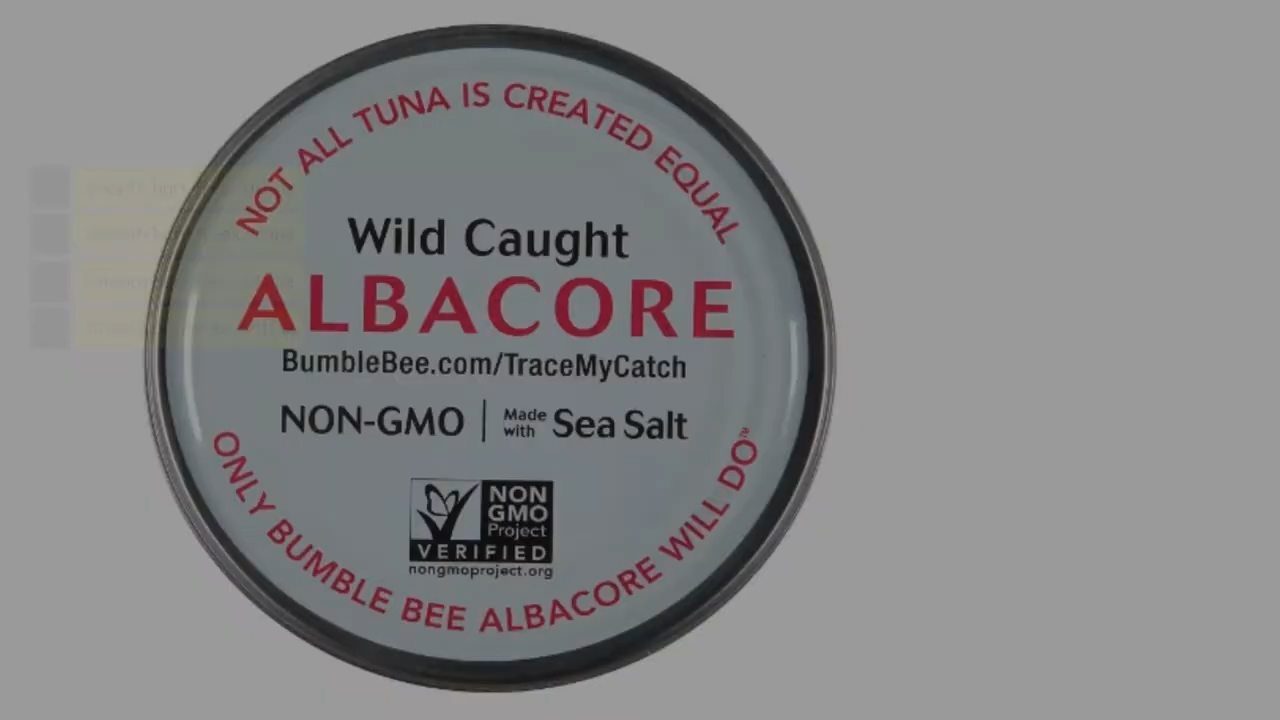 NOT ALL TUNA IS CREATED EQUAL
Wild Caught
ALBACORE
BumbleBee.com/TraceMyCatch
NON-GMO | Made with Sea Salt
NON
GMO
Project
VERIFIED
nongmoproject.org
ONLY BUMBLE BEE ALBACORE WILL DO™